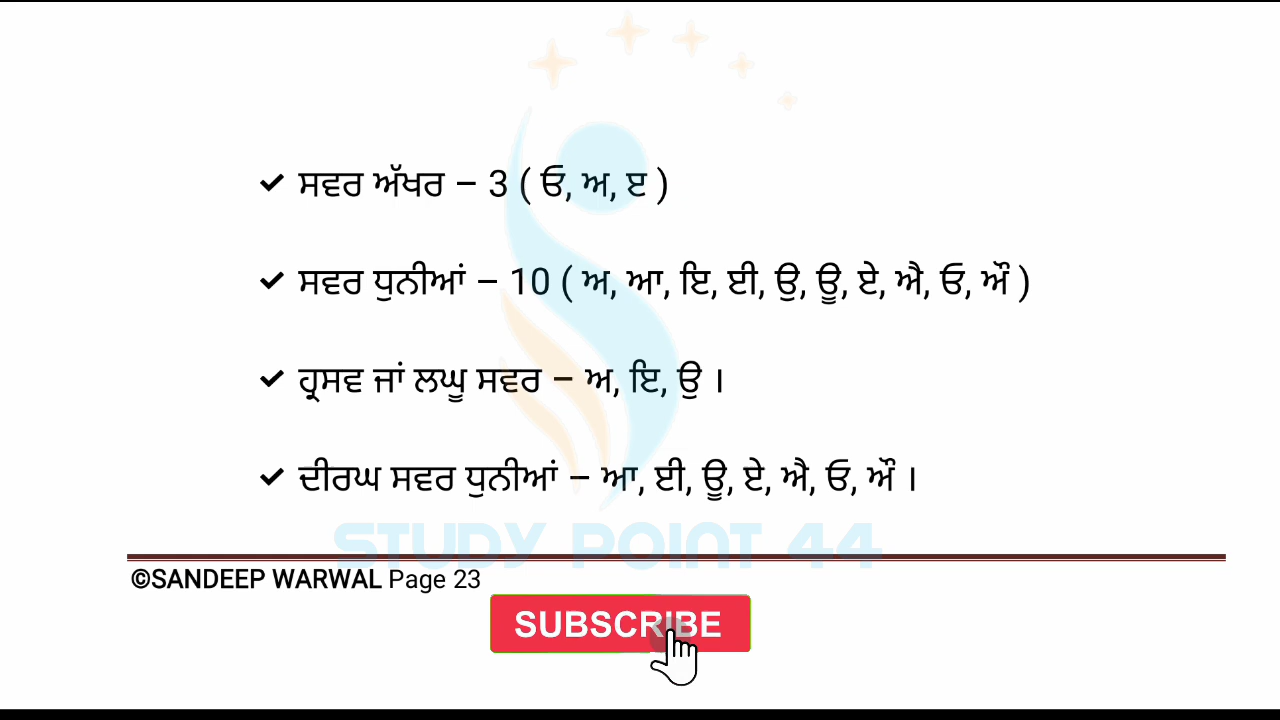 ✓ ਸਵਰ ਅੱਖਰ – 3 ( ਓ, ਅ, ੲ )
✓ ਸਵਰ ਧੁਨੀਆਂ – 10 ( ਅ, ਆ, ਇ, ਈ, ਉ, ਊ, ਏ, ਐ, ਓ, ਔ )
✓ ਹ੍ਰਸਵ ਜਾਂ ਲਘੂ ਸਵਰ – ਅ, ਇ, ਉ ।
✓ ਦੀਰਘ ਸਵਰ ਧੁਨੀਆਂ – ਆ, ਈ, ਊ, ਏ, ਐ, ਓ, ਔ ।
STUDY POINT 44
©SANDEEP WARWAL Page 23
SUBSCRIBE